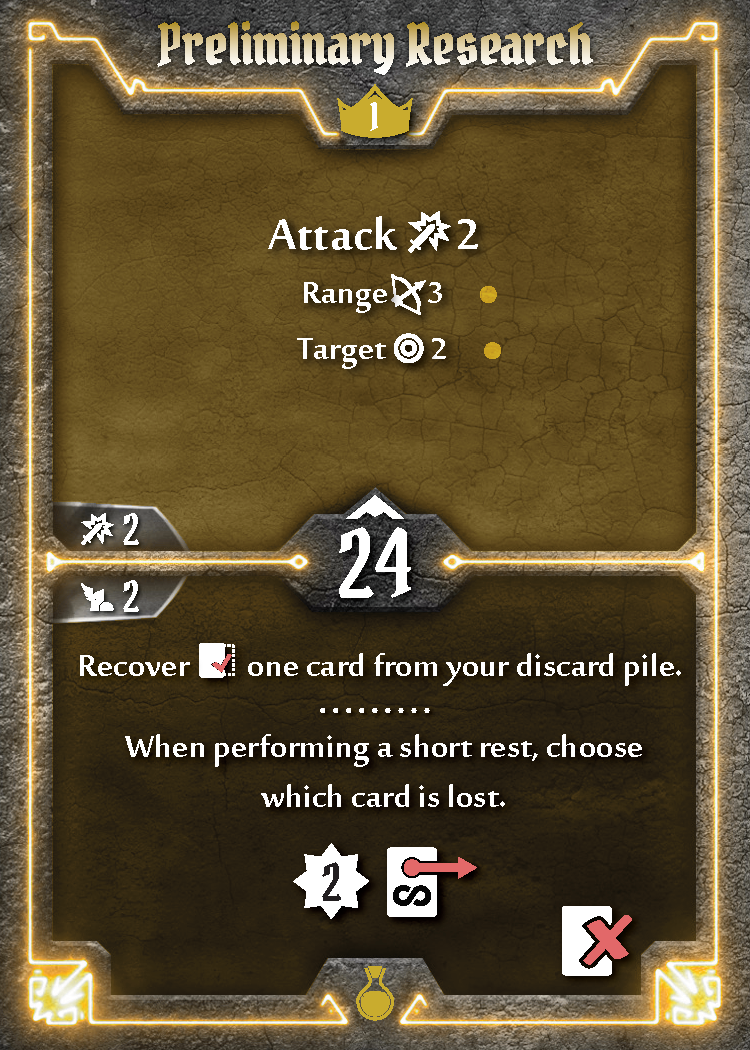 Preliminary Research
1
Attack 2
Range 3
Target 2
2
24
2
Recover one card from your discard pile.
.........
When performing a short rest, choose
which card is lost.
2